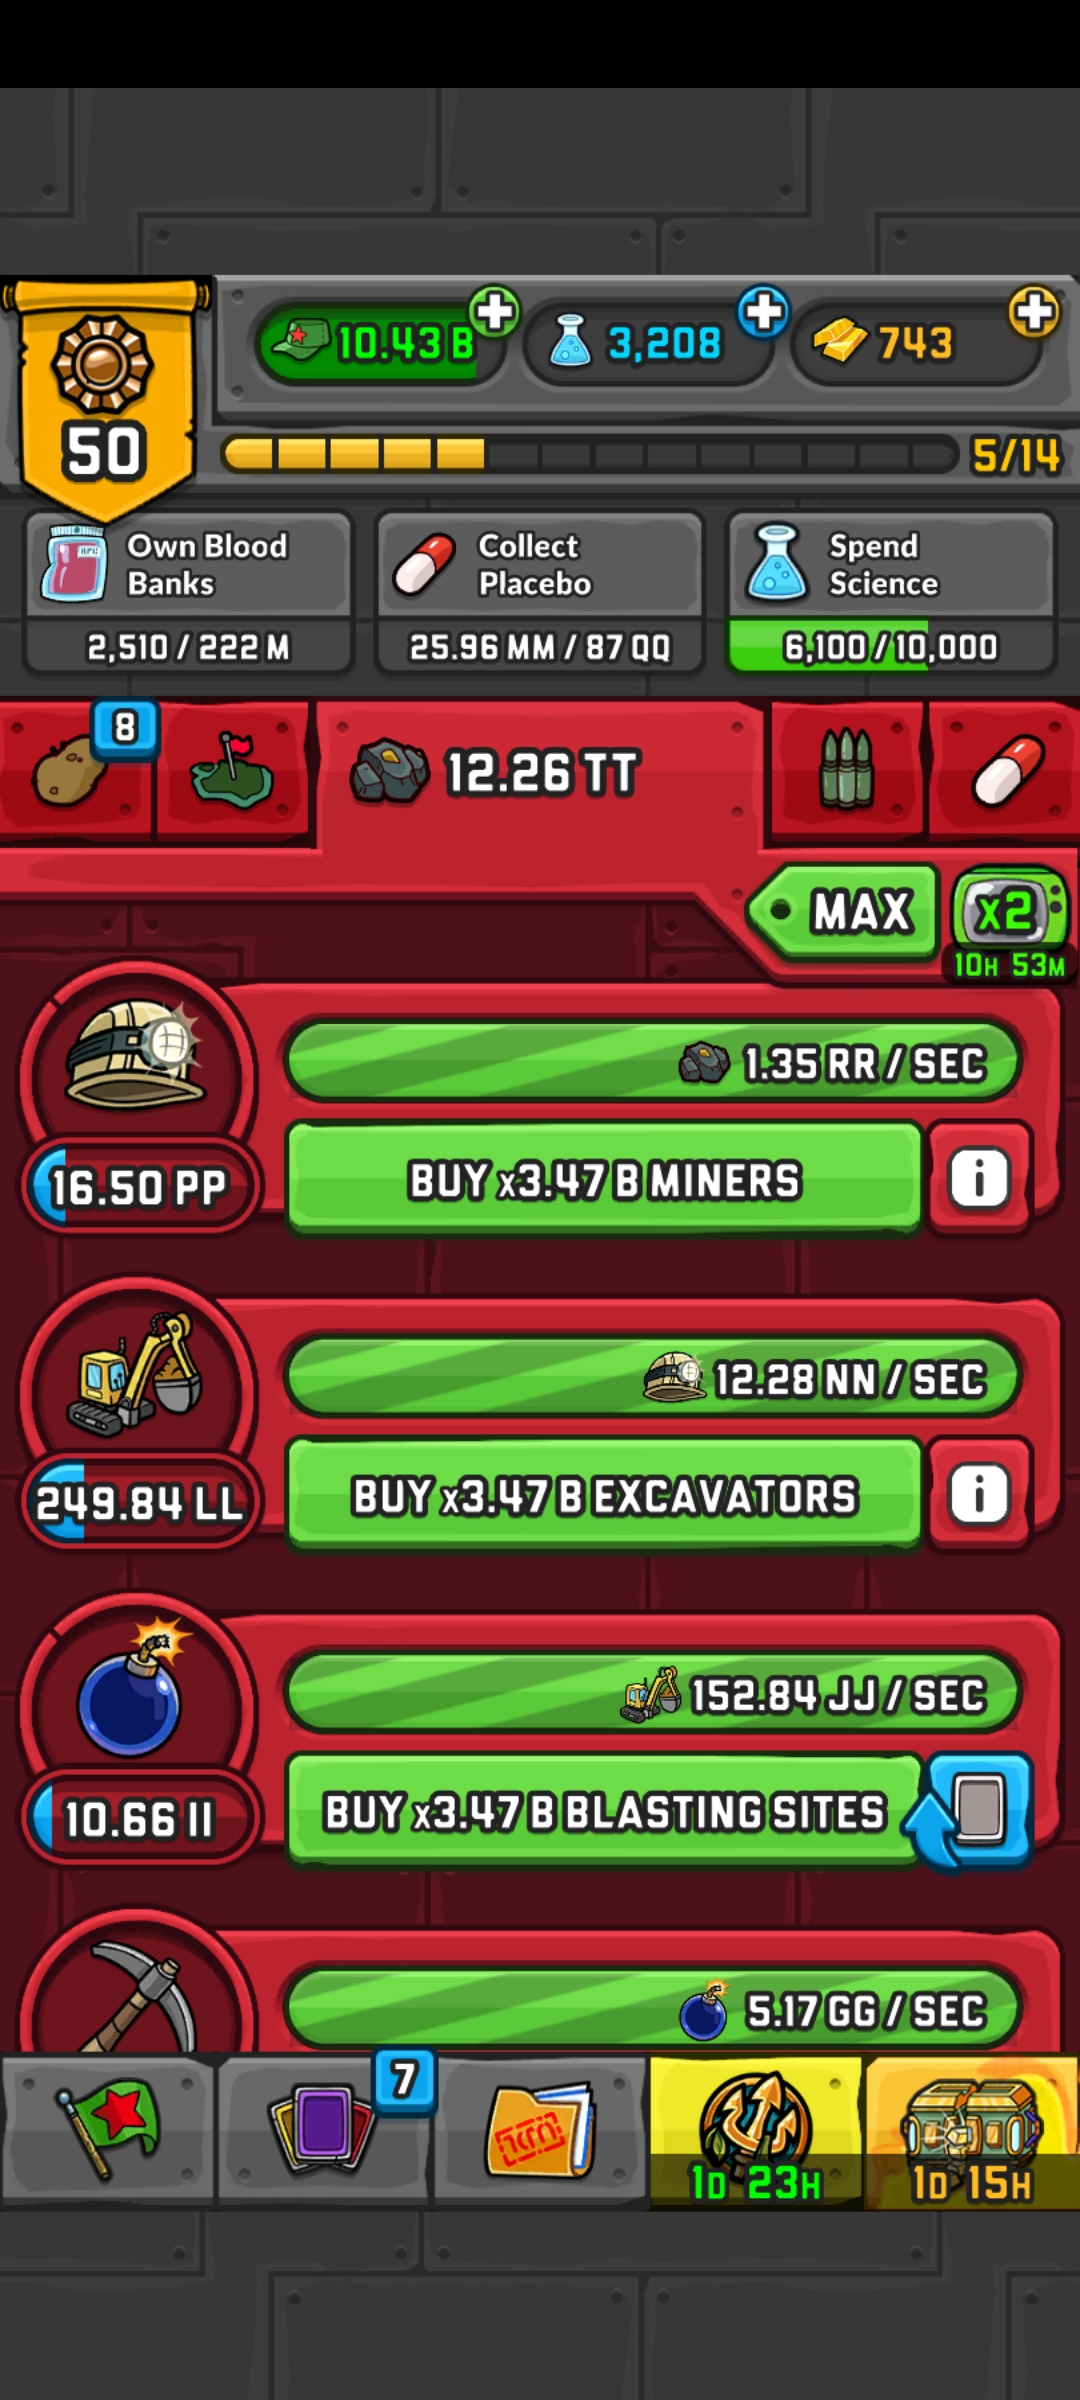 10.43 B
3,208
743
50
5/14
Own Blood Banks
2,510 / 222 M
Collect Placebo
25.96 MM / 87 QQ
Spend Science
6,100 / 10,000
8
12.26 TT
MAX
x2
10H 53M
1.35 RR / SEC
16.50 PP
BUY x3.47 B MINERS
i
12.28 NN / SEC
249.84 LL
BUY x3.47 B EXCAVATORS
i
152.84 JJ / SEC
10.66 II
BUY x3.47 B BLASTING SITES
5.17 GG / SEC
7
1D 23H
1D 15H